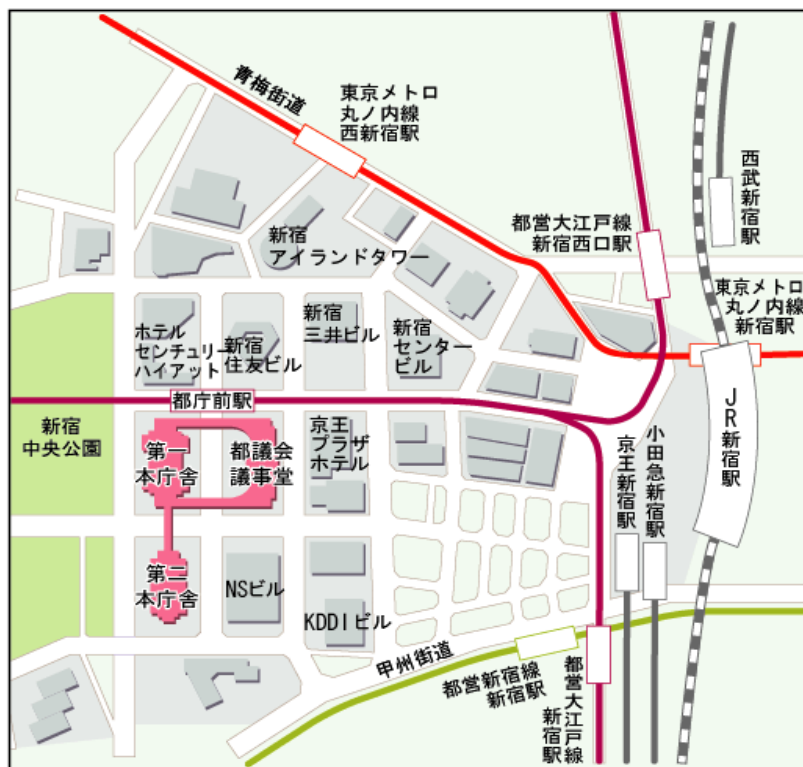 青梅街道
東京メトロ
丸ノ内線
西新宿駅
西武新宿駅
都営大江戸線
新宿西口駅
新宿
アイランドタワー
東京メトロ
丸ノ内線
新宿駅
ホテル
センチュリー
ハイアット
新宿
住友ビル
新宿
三井ビル
新宿
センター
ビル
都庁前駅
JR新宿駅
新宿
中央公園
第一
本庁舎
都議会
議事堂
京王
プラザ
ホテル
京王新宿駅
小田急新宿駅
第二
本庁舎
NSビル
KDDIビル
甲州街道
都営新宿線
新宿駅
都営大江戸線
新宿駅